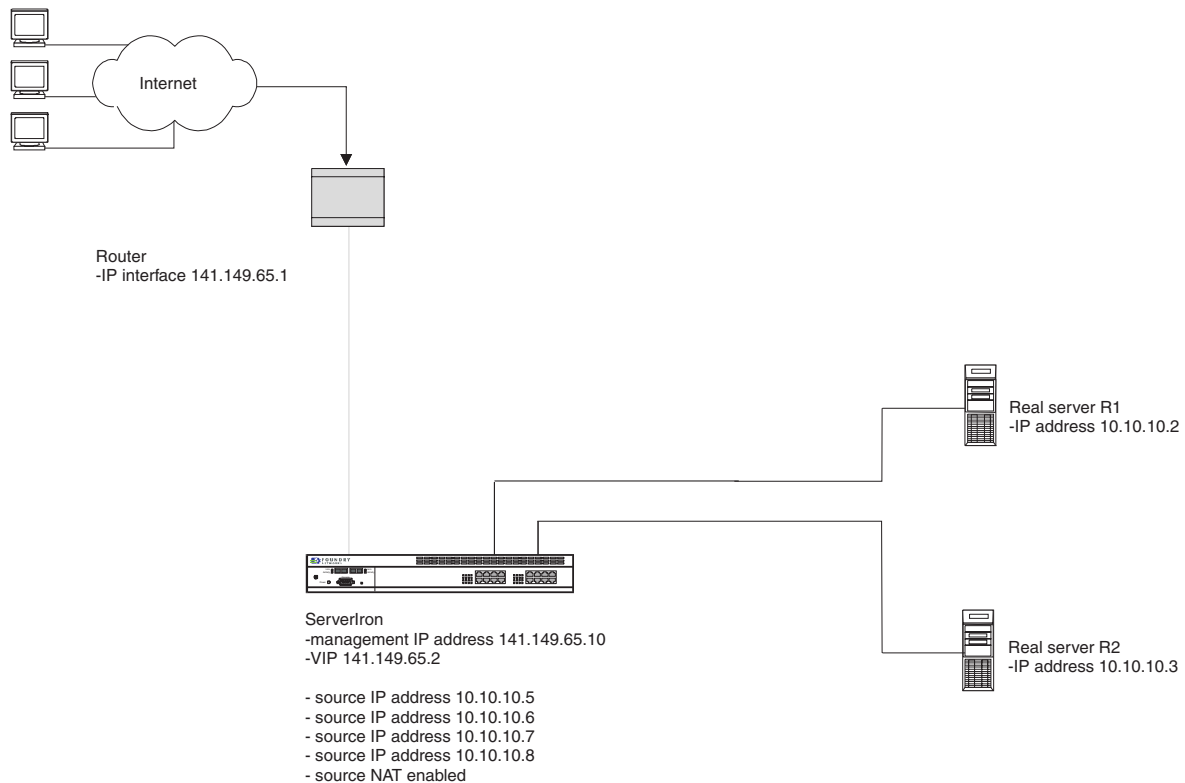 Internet
Router
-IP interface 141.149.65.1
Real server R1
-IP address 10.10.10.2
FOUNDRY
ServerIron
-management IP address 141.149.65.10
-VIP 141.149.65.2
- source IP address 10.10.10.5
- source IP address 10.10.10.6
- source IP address 10.10.10.7
- source IP address 10.10.10.8
- source NAT enabled
Real server R2
-IP address 10.10.10.3